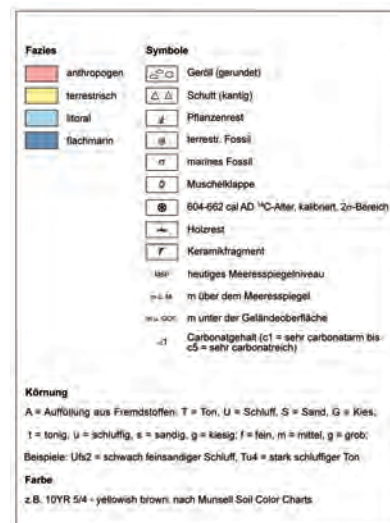 Fazies
anthropogen
terrestrisch
litoral
flachmarin
Symbole
Geröll (gerundet)
Schutt (kantig)
Pflanzenrest
terrestr. Fossil
marines Fossil
Muschelklappe
604-662 cal AD ¹⁴C-Alter, kalibriert, 2σ-Bereich
Holzrest
Keramikfragment
heutiges Meeresspiegelniveau
m über dem Meeresspiegel
m unter der Geländeoberfläche
c1 Carbonatgehalt (c1 = sehr carbonatarm bis
c5 = sehr carbonatreich)
Körnung
A = Auffüllung aus Fremdstoffen; T = Ton, U = Schluff, S = Sand, G = Kies,
t = tonig, u = schluffig, s = sandig, g = kiesig; f = fein, m = mittel, g = grob;
Beispiele: Ufs2 = schwach feinsandiger Schluff, Tu4 = stark schluffiger Ton
Farbe
z.B. 10YR 5/4 - yellowish brown: nach Munsell Soil Color Charts